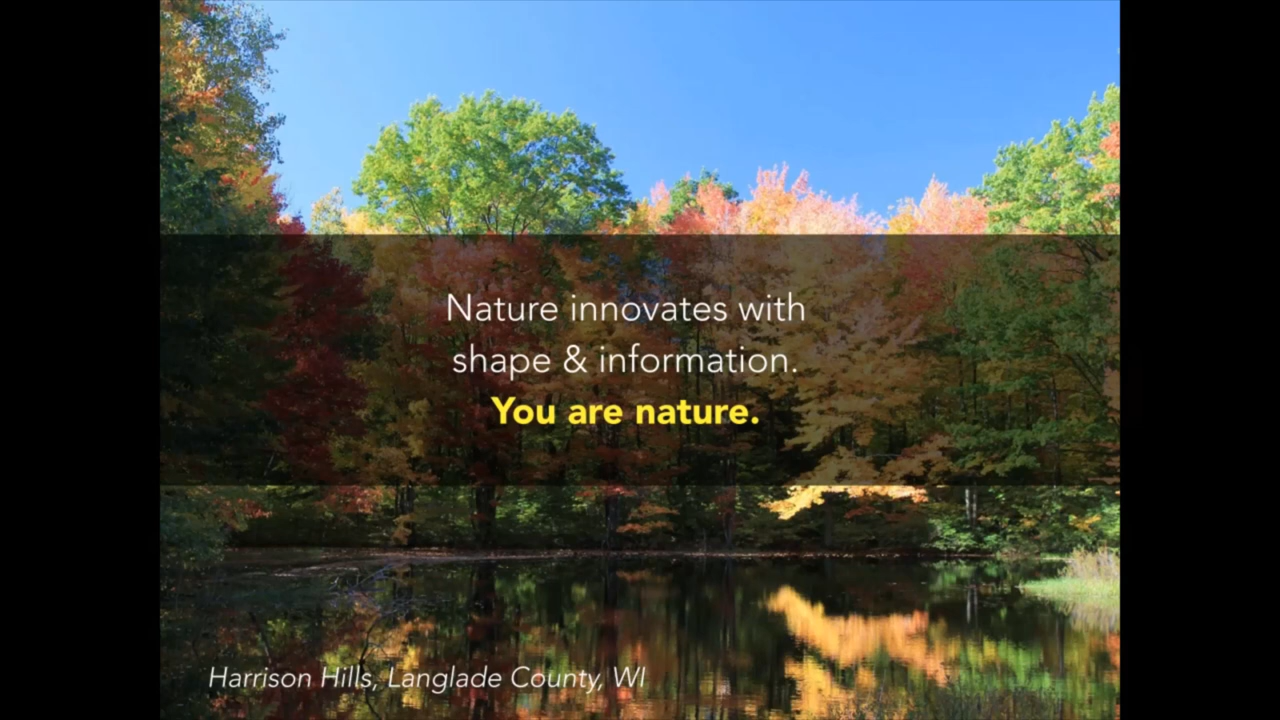 Nature innovates with
shape & information.
You are nature.
Harrison Hills, Langlade County, WI